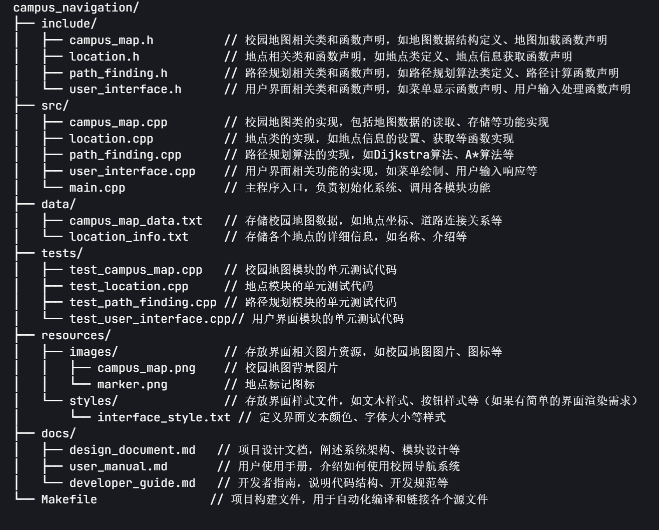 campus_navigation/
├── include/
│   ├── campus_map.h          // 校园地图相关类和函数声明，如地图数据结构定义、地图加载函数声明
│   ├── location.h            // 地点相关类和函数声明，如地点类定义、地点信息获取函数声明
│   ├── path_finding.h        // 路径规划相关类和函数声明，如路径规划算法类定义、路径计算函数声明
│   └── user_interface.h      // 用户界面相关类和函数声明，如菜单显示函数声明、用户输入处理函数声明
├── src/
│   ├── campus_map.cpp        // 校园地图类的实现，包括地图数据的读取、存储等功能实现
│   ├── location.cpp          // 地点类的实现，如地点信息的设置、获取等函数实现
│   ├── path_finding.cpp      // 路径规划算法的实现，如Dijkstra算法、A*算法等
│   ├── user_interface.cpp    // 用户界面相关功能的实现，如菜单绘制、用户输入响应等
│   └── main.cpp              // 主程序入口，负责初始化系统、调用各模块功能
├── data/
│   ├── campus_map_data.txt   // 存储校园地图数据，如地点坐标、道路连接关系等
│   └── location_info.txt     // 存储各个地点的详细信息，如名称、介绍等
├── tests/
│   ├── test_campus_map.cpp   // 校园地图模块的单元测试代码
│   ├── test_location.cpp     // 地点模块的单元测试代码
│   ├── test_path_finding.cpp // 路径规划模块的单元测试代码
│   └── test_user_interface.cpp// 用户界面模块的单元测试代码
├── resources/
│   ├── images/               // 存放界面相关图片资源，如校园地图图片、图标等
│   │   ├── campus_map.png    // 校园地图背景图片
│   │   └── marker.png        // 地点标记图标
│   └── styles/               // 存放界面样式文件，如文本样式、按钮样式等（如果有简单的界面渲染需求）
│       └── interface_style.txt // 定义界面文本颜色、字体大小等样式
├── docs/
│   ├── design_document.md   // 项目设计文档，阐述系统架构、模块设计等
│   ├── user_manual.md       // 用户使用手册，介绍如何使用校园导航系统
│   └── developer_guide.md   // 开发者指南，说明代码结构、开发规范等
└── Makefile                // 项目构建文件，用于自动化编译和链接各个源文件